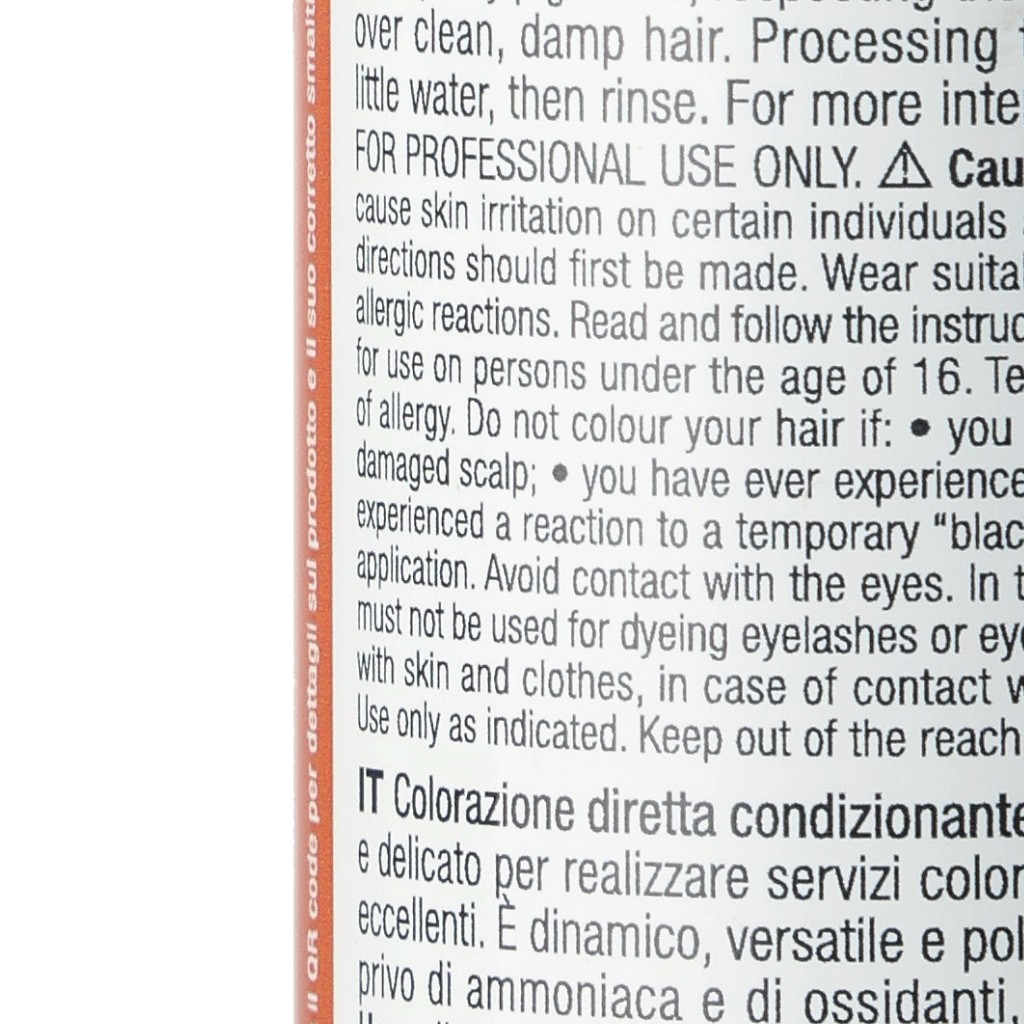 over clean, damp hair. Processing
little water, then rinse. For more inte
FOR PROFESSIONAL USE ONLY. ⚠ Cau
cause skin irritation on certain individuals
directions should first be made. Wear suita
allergic reactions. Read and follow the instruc
for use on persons under the age of 16. Te
of allergy. Do not colour your hair if: • you
damaged scalp; • you have ever experience
experienced a reaction to a temporary “blac
application. Avoid contact with the eyes. In t
must not be used for dyeing eyelashes or eye
with skin and clothes, in case of contact w
Use only as indicated. Keep out of the reach
IT Colorazione diretta condizionante
e delicato per realizzare servizi color
eccellenti. È dinamico, versatile e pol
privo di ammoniaca e di ossidanti.
il QR code per dettagli sul prodotto e il suo corretto smalt